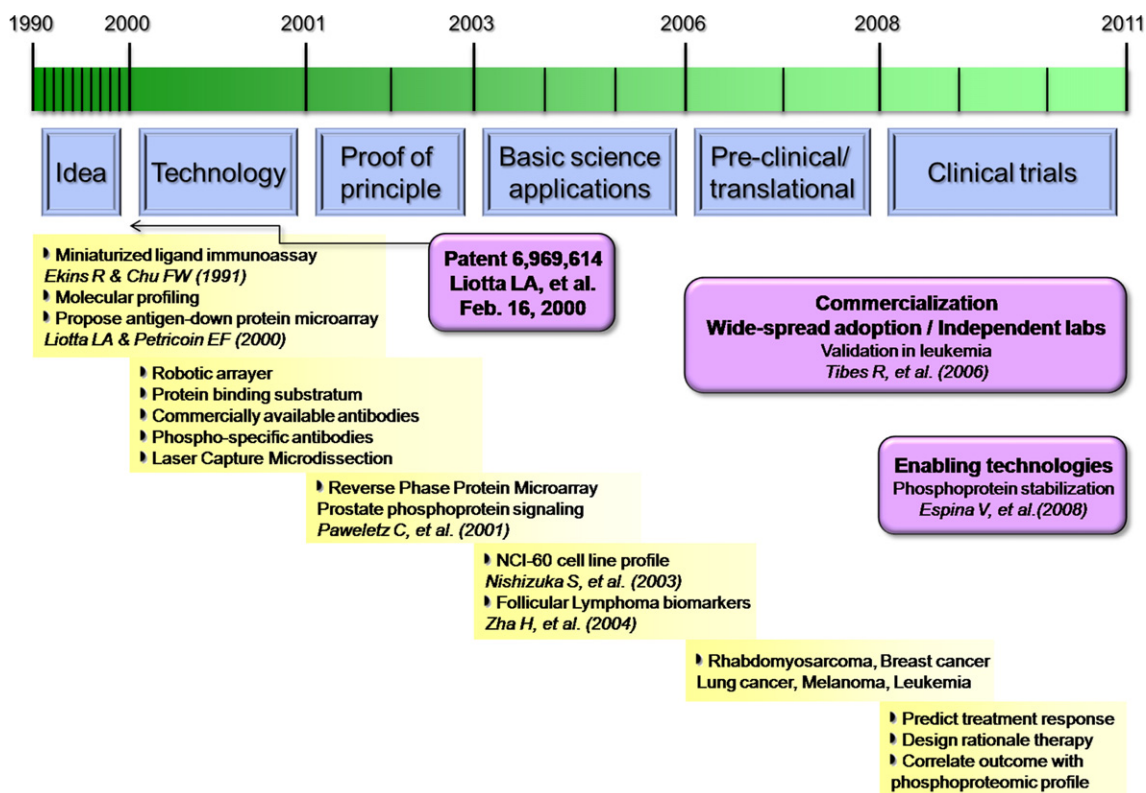 1990 2000 2001 2003 2006 2008 2011
Idea
Technology
Proof of
principle
Basic science
applications
Pre-clinical/
translational
Clinical trials
Miniaturized ligand immunoassay
Ekins R & Chu FW (1991)
Molecular profiling
Propose antigen-down protein microarray
Liotta LA & Petricoin EF (2000)
Patent 6,969,614
Liotta LA, et al.
Feb. 16, 2000
Commercialization
Wide-spread adoption / Independent labs
Validation in leukemia
Tibes R, et al. (2006)
Robotic arrayer
Protein binding substratum
Commercially available antibodies
Phospho-specific antibodies
Laser Capture Microdissection
Enabling technologies
Phosphoprotein stabilization
Espina V, et al.(2008)
Reverse Phase Protein Microarray
Prostate phosphoprotein signaling
Paweletz C, et al. (2001)
NCI-60 cell line profile
Nishizuka S, et al. (2003)
Follicular Lymphoma biomarkers
Zha H, et al. (2004)
Rhabdomyosarcoma, Breast cancer
Lung cancer, Melanoma, Leukemia
Predict treatment response
Design rationale therapy
Correlate outcome with
phosphoproteomic profile